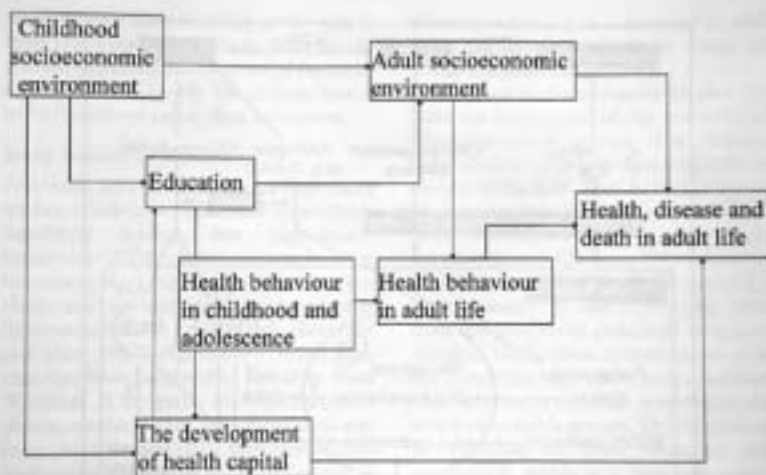 Childhood
socioeconomic
environment
Adult socioeconomic
environment
Education
Health, disease and
death in adult life
Health behaviour
in childhood and
adolescence
Health behaviour
in adult life
The development
of health capital